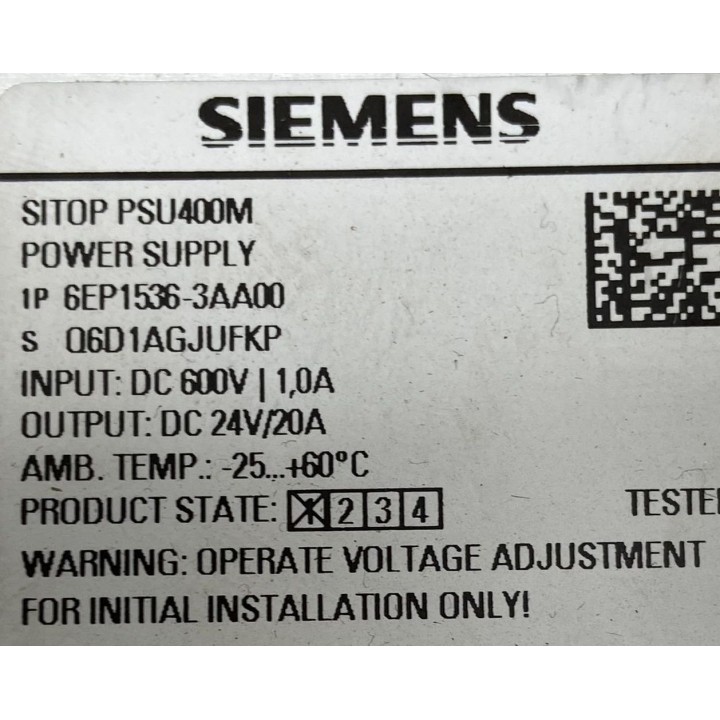 SIEMENS
SITOP PSU400M
POWER SUPPLY
1P 6EP1536-3AA00
S Q6D1AGJUFKP
INPUT: DC 600V | 1,0A
OUTPUT: DC 24V/20A
AMB. TEMP.: -25...+60°C
PRODUCT STATE: X 2 3 4
TESTE
WARNING: OPERATE VOLTAGE ADJUSTMENT
FOR INITIAL INSTALLATION ONLY!